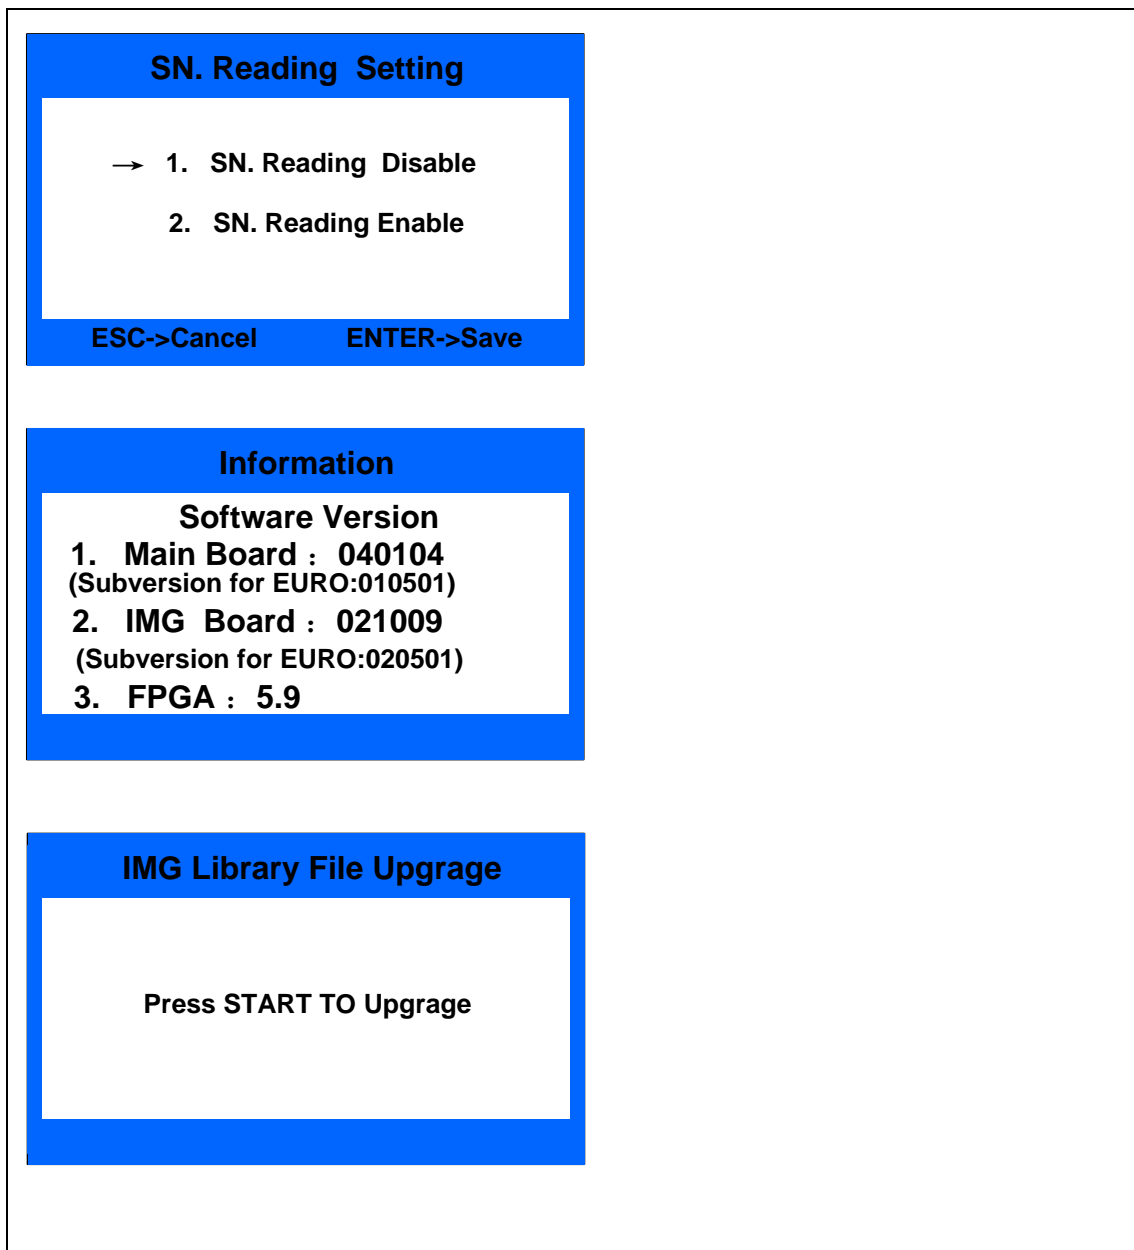 SN. Reading Setting
→ 1. SN. Reading Disable
2. SN. Reading Enable
ESC->Cancel ENTER->Save
Information
Software Version
1. Main Board ： 040104
(Subversion for EURO:010501)
2. IMG Board ： 021009
(Subversion for EURO:020501)
3. FPGA ： 5.9
IMG Library File Upgrage
Press START TO Upgrage